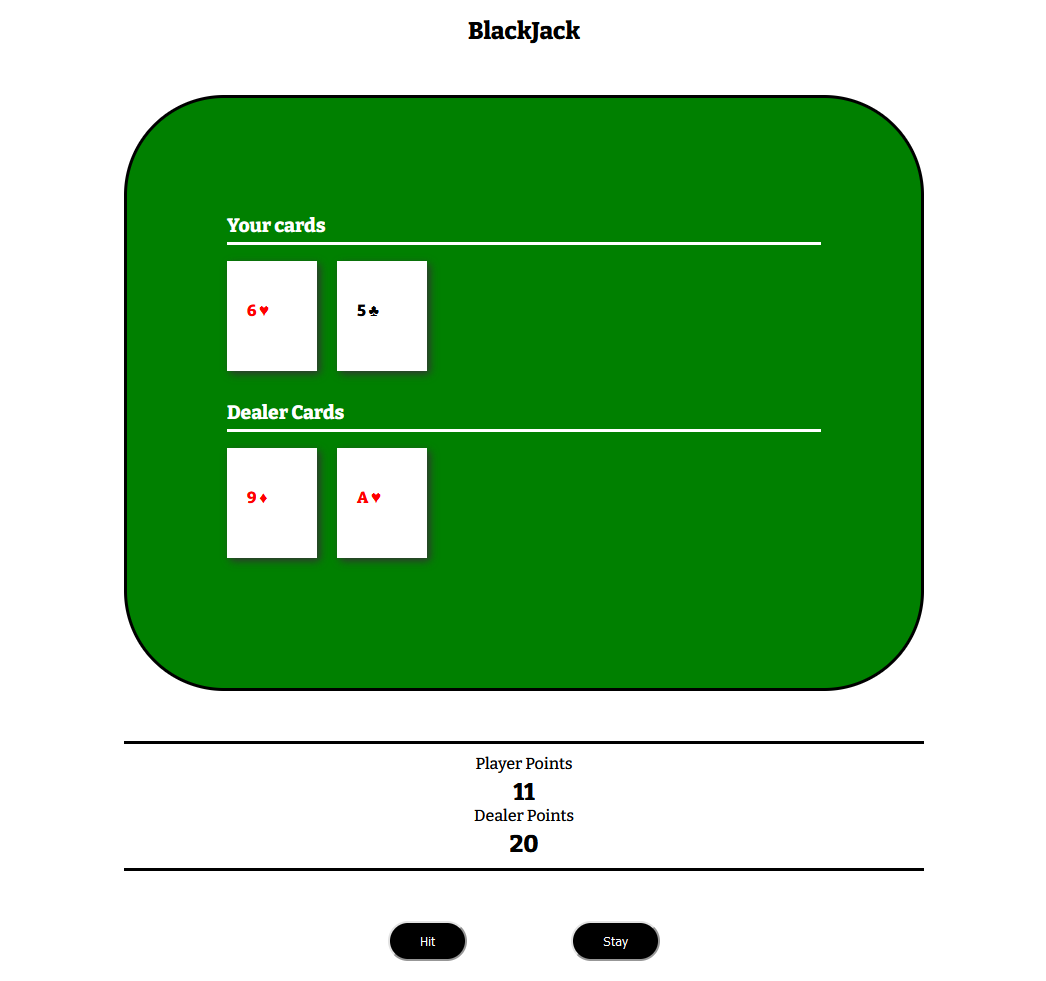 BlackJack
Your cards
6♥ 5♣
Dealer Cards
9♦ A♥
Player Points
11
Dealer Points
20
Hit Stay